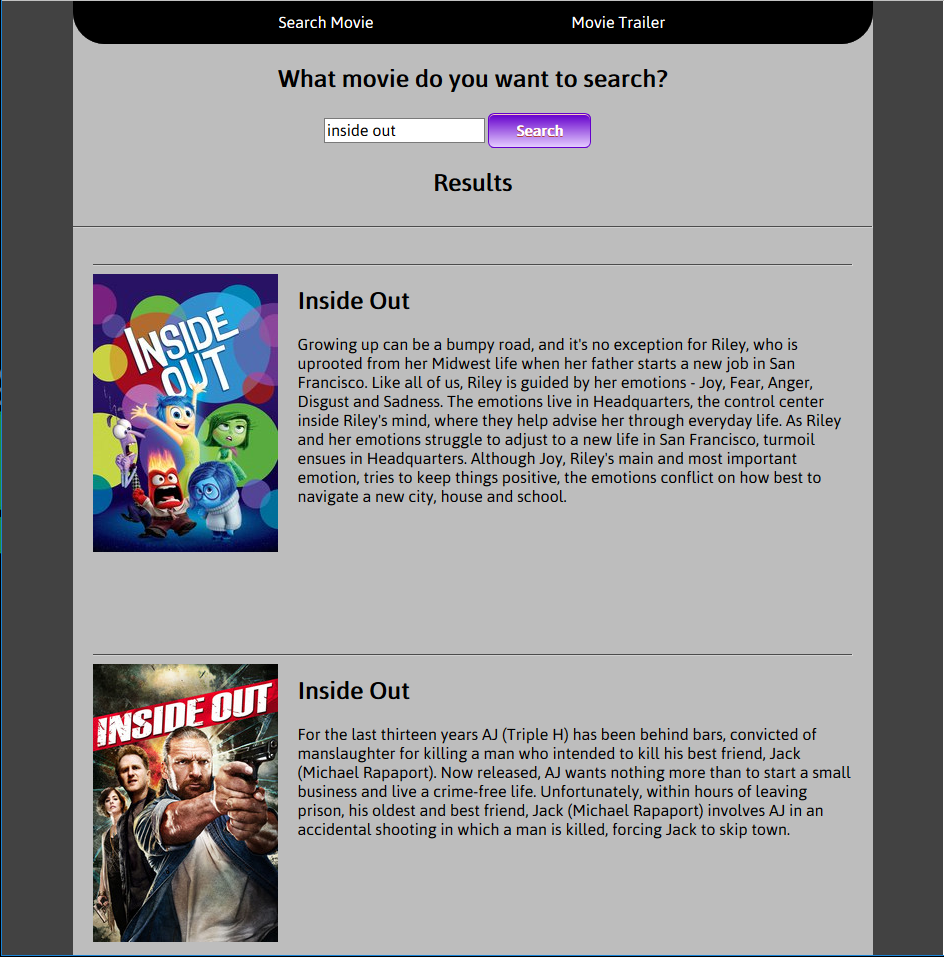 Search Movie
Movie Trailer
What movie do you want to search?
inside out
Search
Results
INSIDE
OUT
Inside Out
Growing up can be a bumpy road, and it's no exception for Riley, who is
uprooted from her Midwest life when her father starts a new job in San
Francisco. Like all of us, Riley is guided by her emotions - Joy, Fear, Anger,
Disgust and Sadness. The emotions live in Headquarters, the control center
inside Riley's mind, where they help advise her through everyday life. As Riley
and her emotions struggle to adjust to a new life in San Francisco, turmoil
ensues in Headquarters. Although Joy, Riley's main and most important
emotion, tries to keep things positive, the emotions conflict on how best to
navigate a new city, house and school.
INSIDE OUT
Inside Out
For the last thirteen years AJ (Triple H) has been behind bars, convicted of
manslaughter for killing a man who intended to kill his best friend, Jack
(Michael Rapaport). Now released, AJ wants nothing more than to start a small
business and live a crime-free life. Unfortunately, within hours of leaving
prison, his oldest and best friend, Jack (Michael Rapaport) involves AJ in an
accidental shooting in which a man is killed, forcing Jack to skip town.